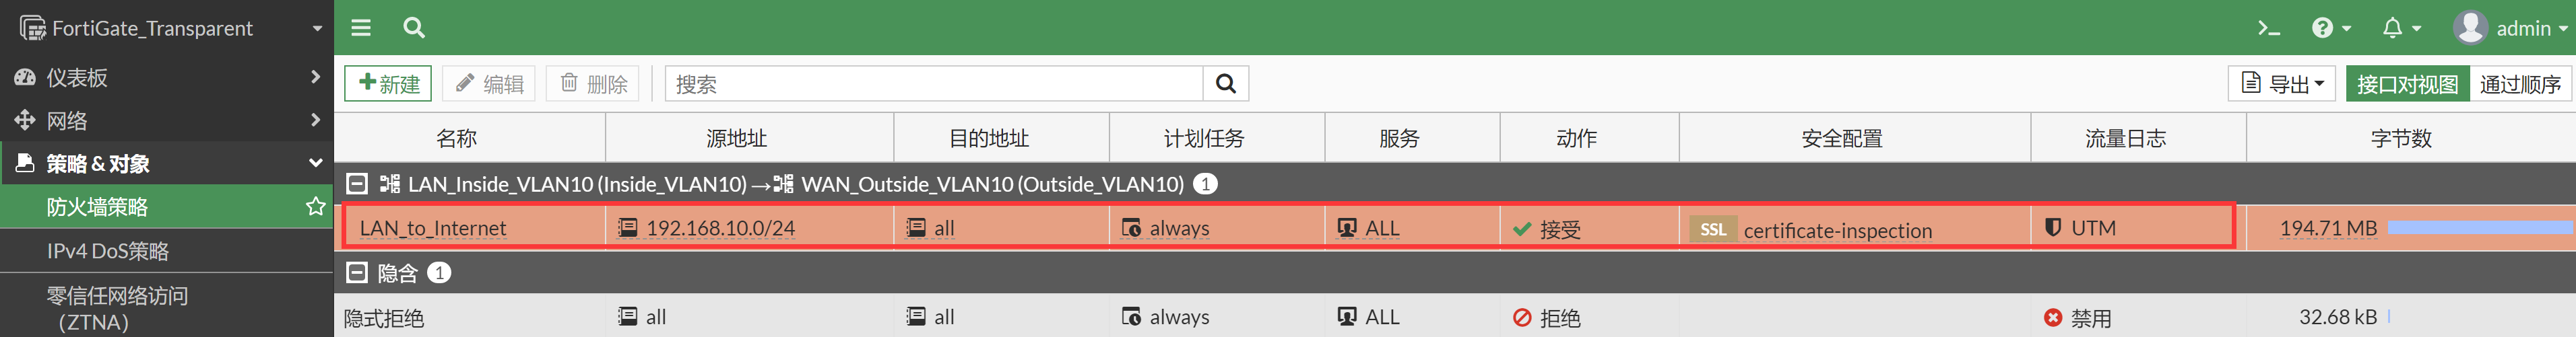 FortiGate_Transparent
admin
仪表板
网络
策略 & 对象
防火墙策略
IPv4 DoS策略
零信任网络访问
（ZTNA）
新建 编辑 删除 搜索 导出 接口对视图 通过顺序
名称 源地址 目的地址 计划任务 服务 动作 安全配置 流量日志 字节数
LAN_Inside_VLAN10 (Inside_VLAN10) → WAN_Outside_VLAN10 (Outside_VLAN10) 1
LAN_to_Internet 192.168.10.0/24 all always ALL 接受 SSL certificate-inspection UTM 194.71 MB
隐含 1
隐式拒绝 all all always ALL 拒绝 禁用 32.68 kB